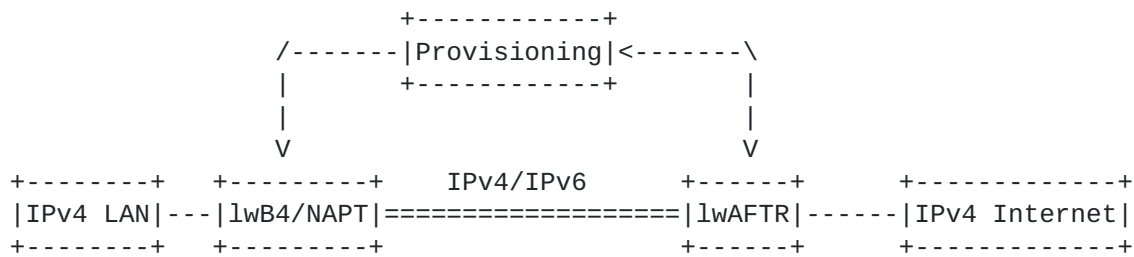 Provisioning
IPv4/IPv6
IPv4 LAN lwB4/NAPT lwAFTR IPv4 Internet